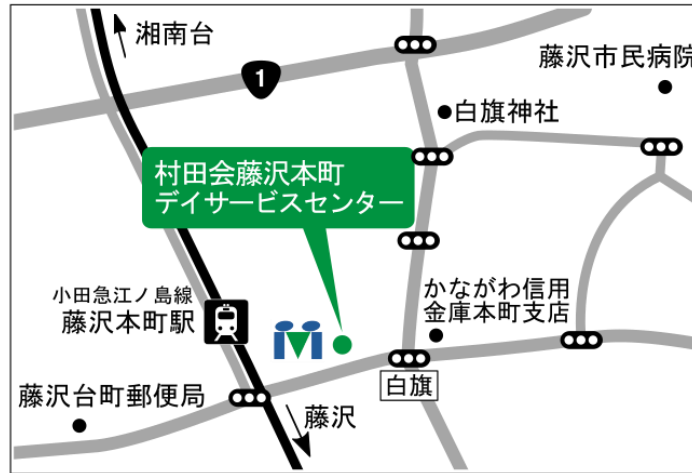 湘南台
1
藤沢市民病院
白旗神社
村田会藤沢本町
デイサービスセンター
小田急江ノ島線
藤沢本町駅
かながわ信用
金庫本町支店
白旗
藤沢台町郵便局
藤沢